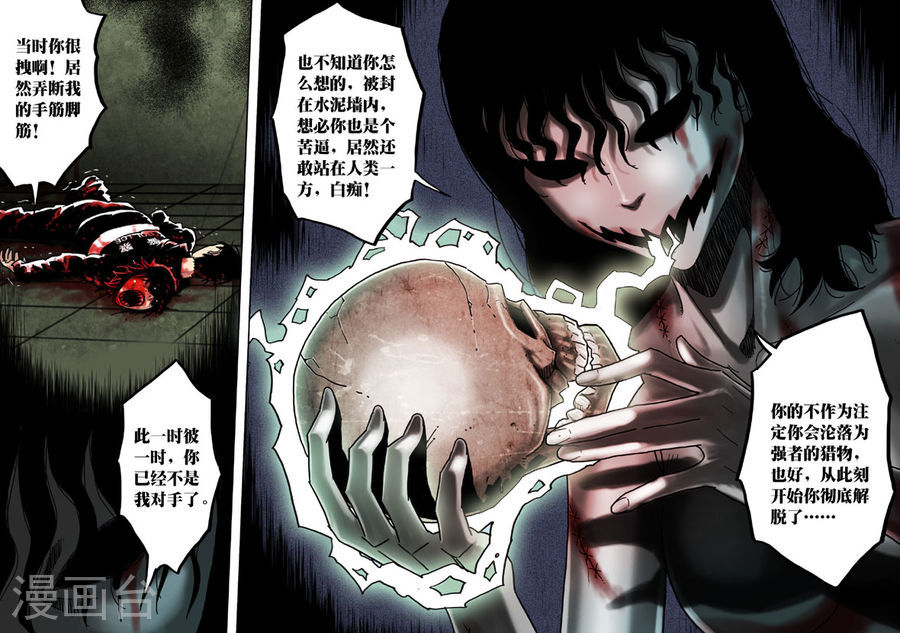 当时你很
拽啊！居
然弄断我
的手筋脚
筋！
此一时彼
一时，你
已经不是
我对手了。
也不知道你怎
么想的，被封
在水泥墙内，
想必你也是个
苦逼，居然还
敢站在人类一
方，白痴！
你的不作为注
定你会沦落为
强者的猎物，
也好，从此刻
开始你彻底解
脱了……
POLICE
漫画台